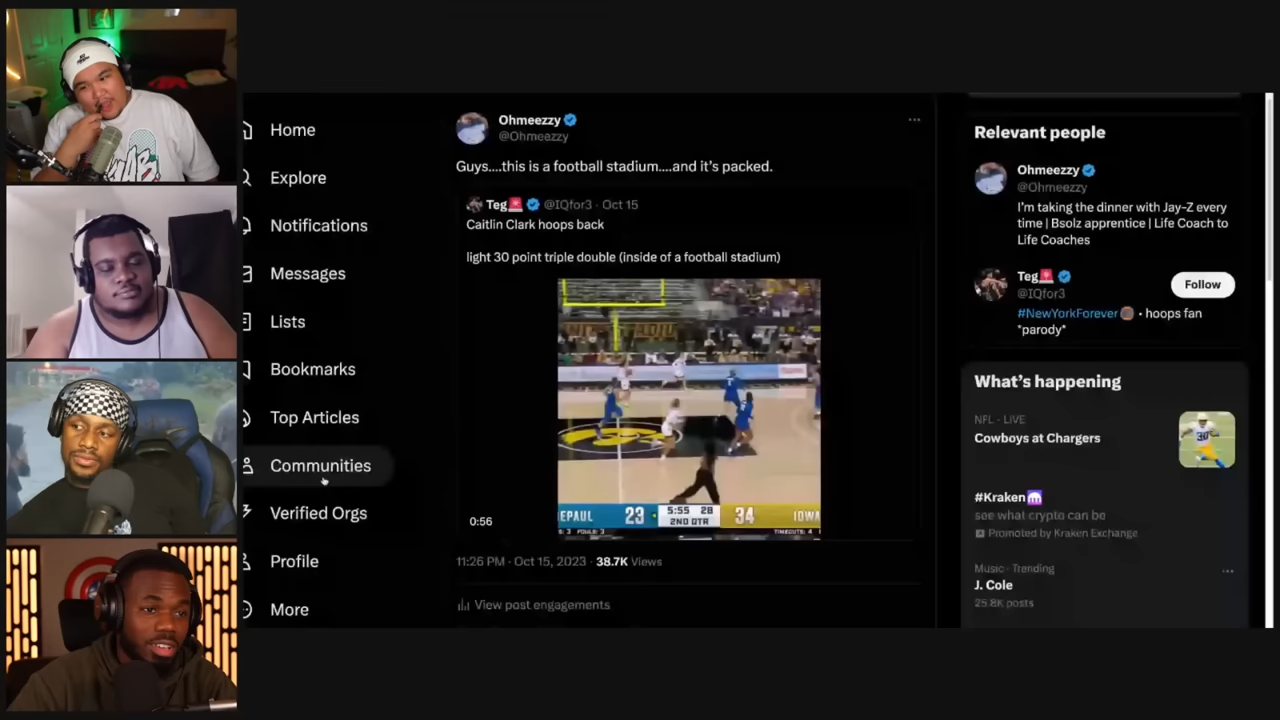 Home
Explore
Notifications
Messages
Lists
Bookmarks
Top Articles
Communities
Verified Orgs
Profile
More
Ohmeezzy
@Ohmeezzy
Guys....this is a football stadium....and it's packed.
Teg🚨 @IQfor3 · Oct 15
Caitlin Clark hoops back
light 30 point triple double (inside of a football stadium)
EPAUL 23 5:55 28 34 IOWA
2ND QTR
0:56
11:26 PM · Oct 15, 2023 · 38.7K Views
View post engagements
Relevant people
Ohmeezzy
@Ohmeezzy
I'm taking the dinner with Jay-Z every
time | Bsolz apprentice | Life Coach to
Life Coaches
Teg🚨
@IQfor3
Follow
#NewYorkForever • hoops fan
*parody*
What's happening
NFL · LIVE
Cowboys at Chargers
#Kraken
see what crypto can be
Promoted by Kraken Exchange
Music · Trending
J. Cole
25.8K posts